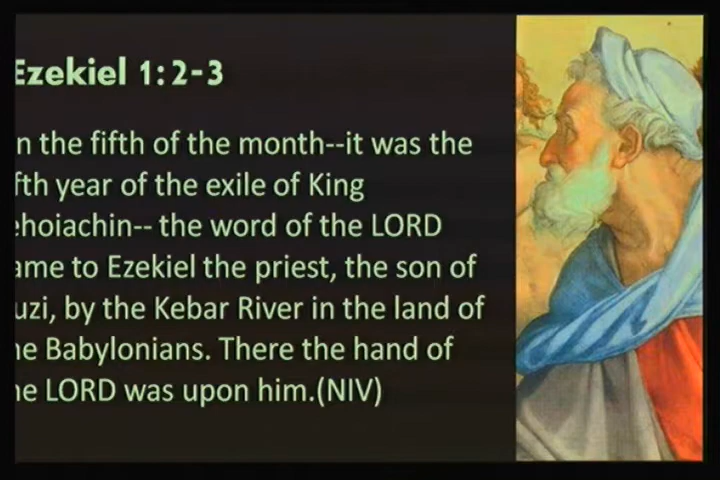 Ezekiel 1:2-3
n the fifth of the month--it was the
fth year of the exile of King
ehoiachin-- the word of the LORD
ame to Ezekiel the priest, the son of
uzi, by the Kebar River in the land of
he Babylonians. There the hand of
he LORD was upon him.(NIV)